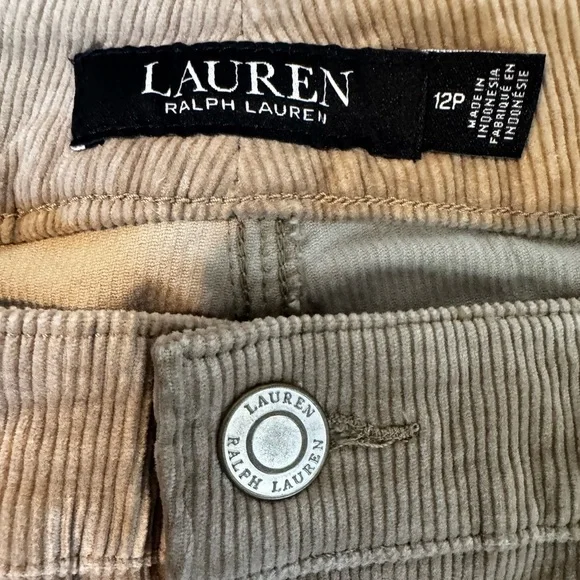 LAUREN
RALPH LAUREN
12P
MADE IN
INDONESIA
FABRIQUÉ EN
INDONÉSIE
LAUREN
RALPH LAUREN